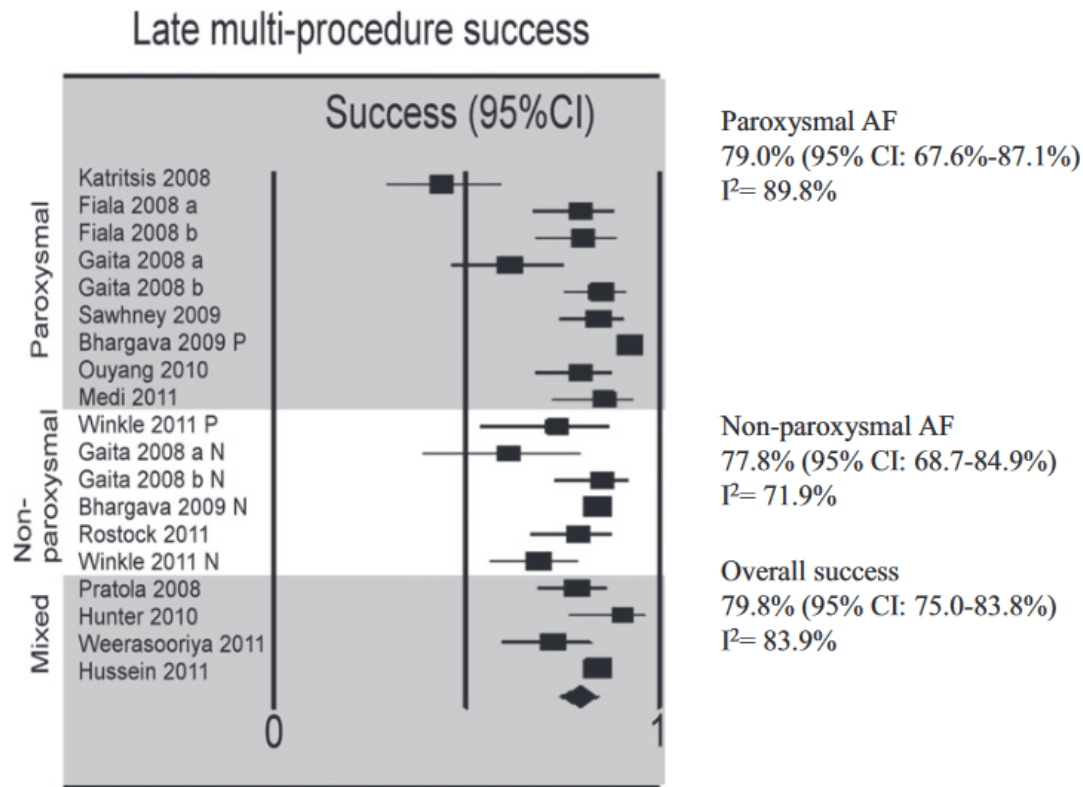 Late multi-procedure success
Success (95%CI)
Paroxysmal
Katritsis 2008
Fiala 2008 a
Fiala 2008 b
Gaita 2008 a
Gaita 2008 b
Sawhney 2009
Bhargava 2009 P
Ouyang 2010
Medi 2011
Non-
paroxysmal
Winkle 2011 P
Gaita 2008 a N
Gaita 2008 b N
Bhargava 2009 N
Rostock 2011
Winkle 2011 N
Mixed
Pratola 2008
Hunter 2010
Weerasooriya 2011
Hussein 2011
0
1
Paroxysmal AF
79.0% (95% CI: 67.6%-87.1%)
I²= 89.8%
Non-paroxysmal AF
77.8% (95% CI: 68.7-84.9%)
I²= 71.9%
Overall success
79.8% (95% CI: 75.0-83.8%)
I²= 83.9%